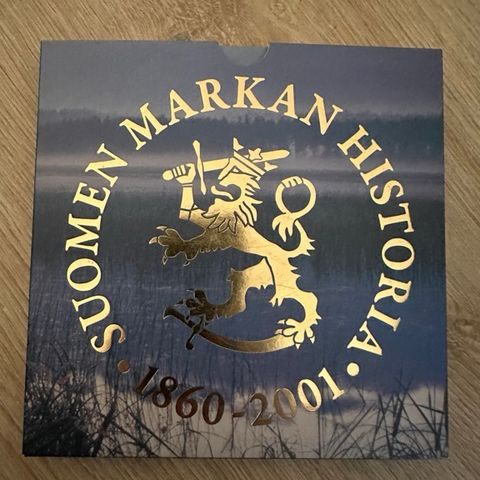 SUOMEN MARKAN HISTORIA
• 1860-2001 •